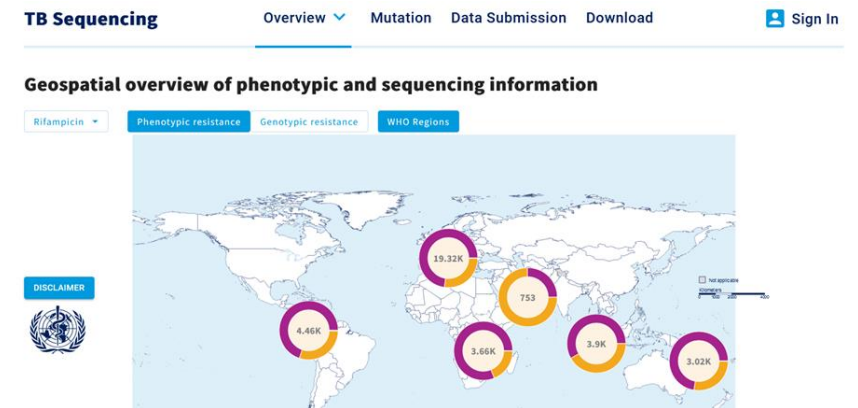 TB Sequencing
Overview
Mutation
Data Submission
Download
Sign In
Geospatial overview of phenotypic and sequencing information
Rifampicin
Phenotypic resistance
Genotypic resistance
WHO Regions
19.32K
753
4.46K
3.66K
3.9K
3.02K
Not applicable
Kilometers
DISCLAIMER